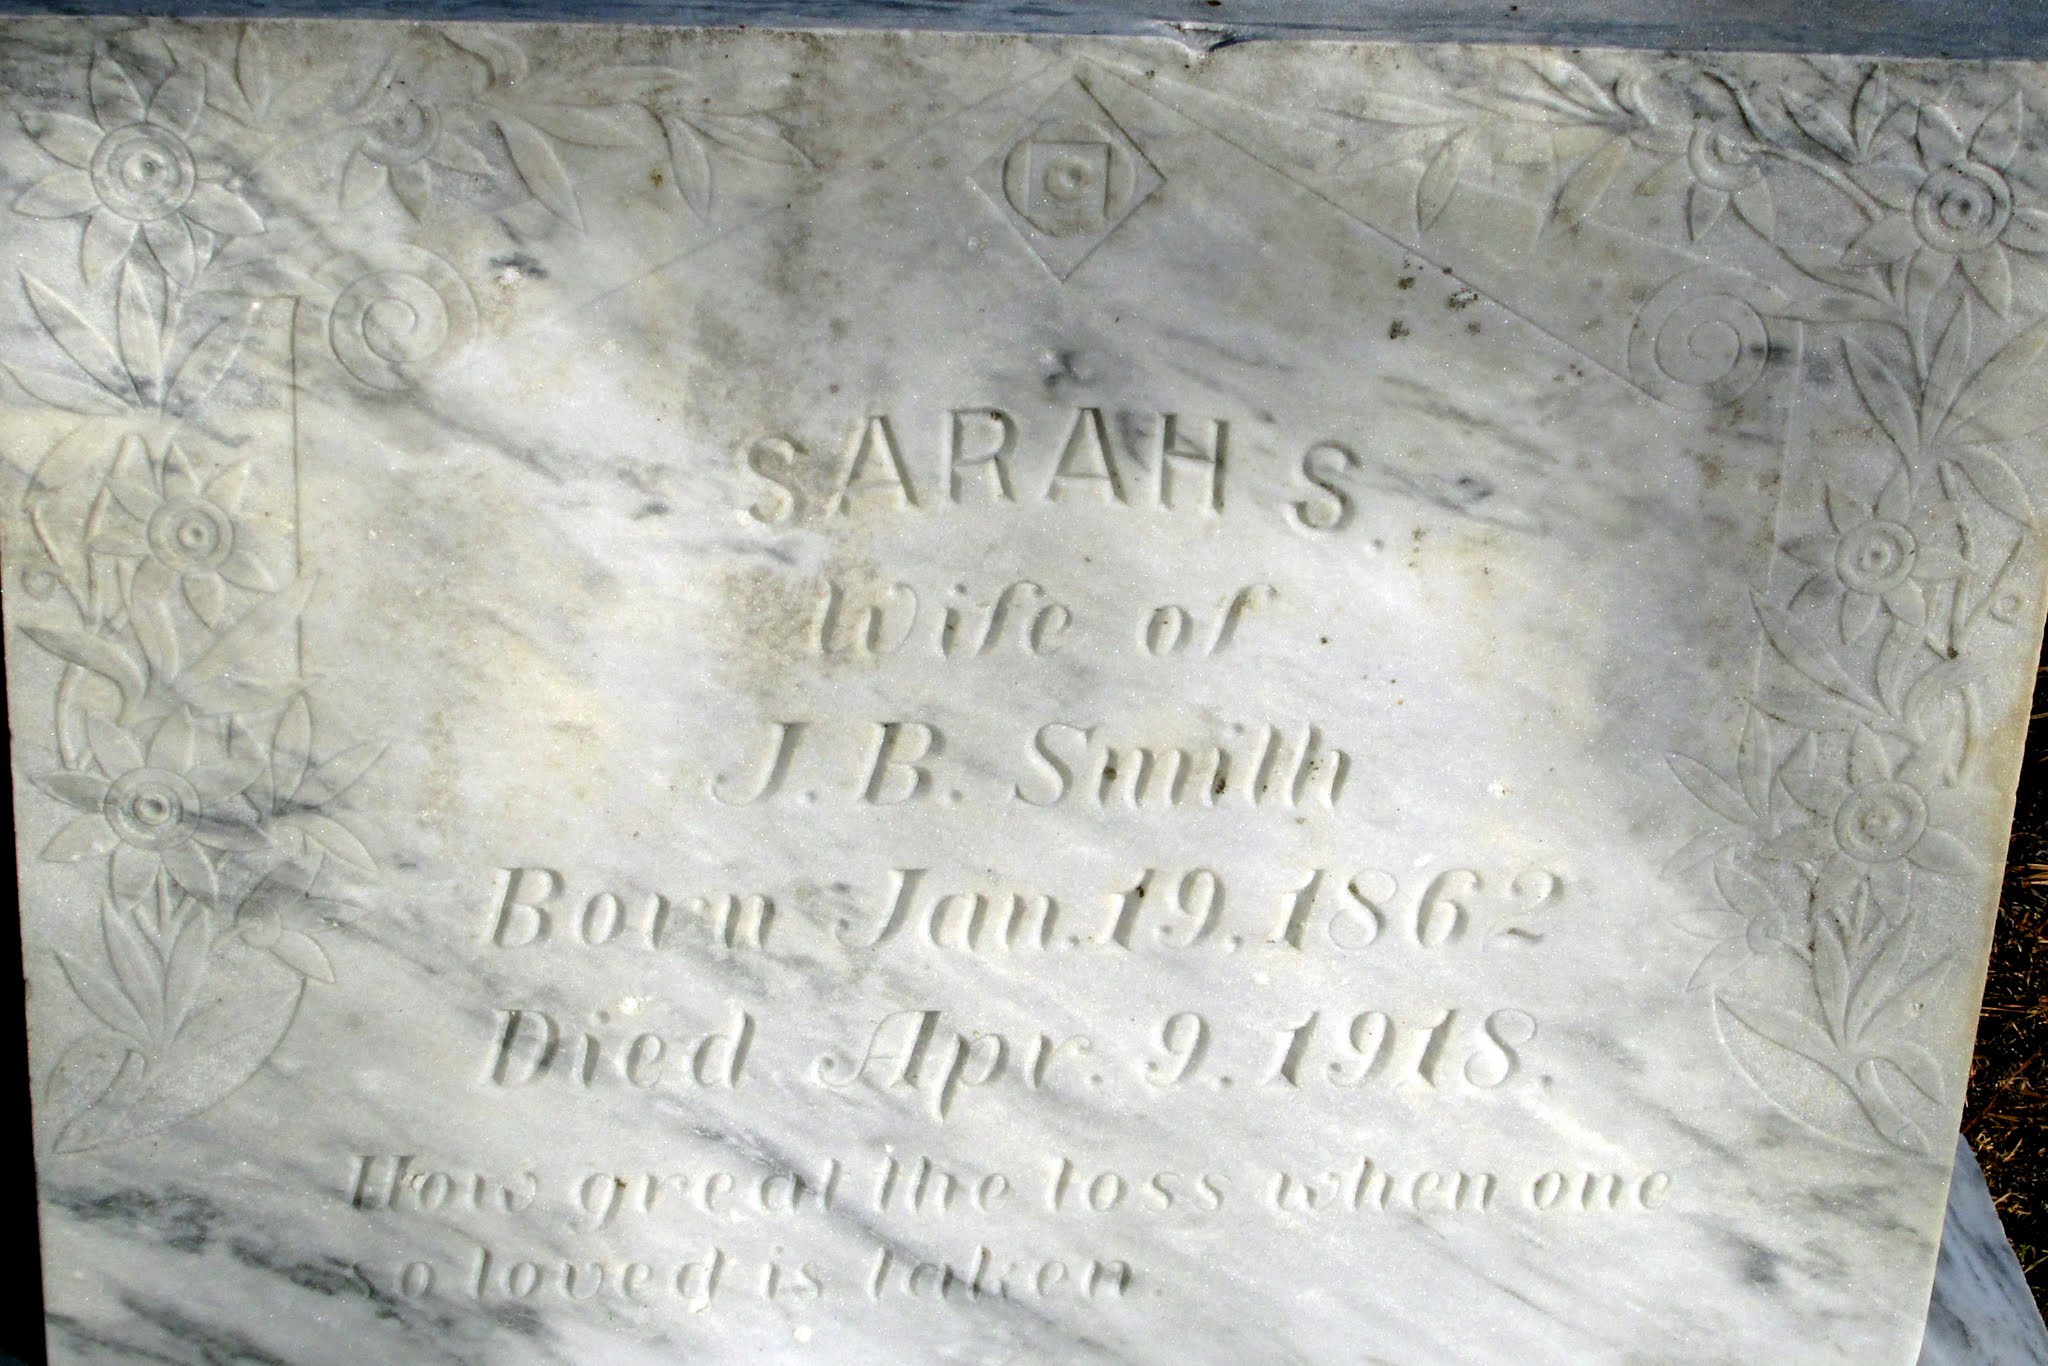 SARAH S.
Wife of
J. B. Smith
Born Jan. 19, 1862
Died Apr. 9. 1918.
How great the loss when one
so loved is taken.